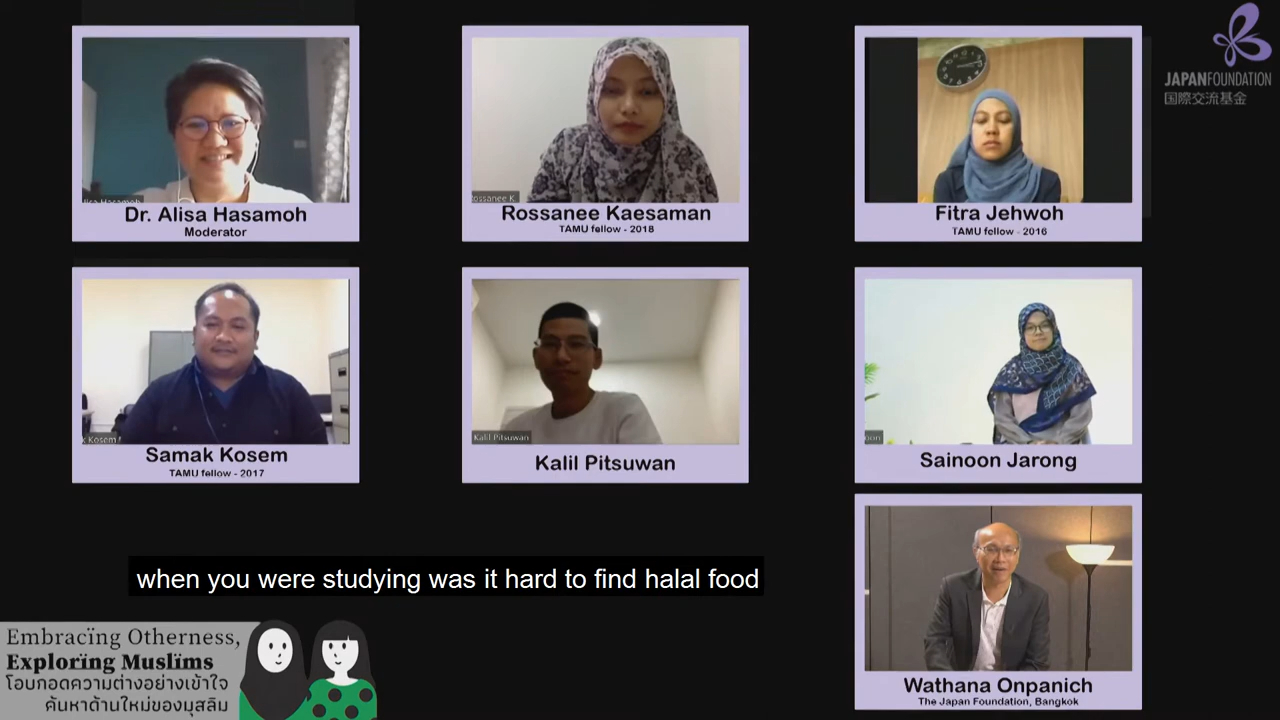 JAPANFOUNDATION
国際交流基金
Dr. Alisa Hasamoh
Moderator
Rossanee K.
Rossanee Kaesaman
TAMU fellow - 2018
Fitra Jehwoh
TAMU fellow - 2016
Samak Kosem
TAMU fellow - 2017
Kalil Pitsuwan
Kalil Pitsuwan
Sainoon Jarong
when you were studying was it hard to find halal food
Wathana Onpanich
The Japan Foundation, Bangkok
Embracïng Otherness,
Explorïng Muslïms
โอบกอดความต่างอย่างเข้าใจ
ค้นหาด้านใหม่ของมุสลิม